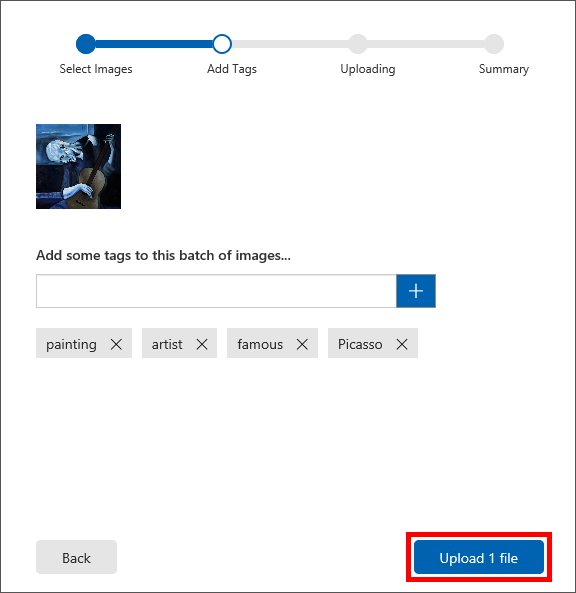 Select Images Add Tags Uploading Summary
Add some tags to this batch of images...
painting artist famous Picasso
Back Upload 1 file